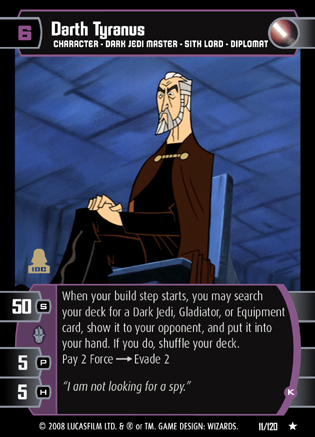 6
Darth Tyranus
CHARACTER - DARK JEDI MASTER - SITH LORD - DIPLOMAT
IDC
50 S
5 P
5 H
When your build step starts, you may search
your deck for a Dark Jedi, Gladiator, or Equipment
card, show it to your opponent, and put it into
your hand. If you do, shuffle your deck.
Pay 2 Force → Evade 2
“I am not looking for a spy.”
K
© 2008 LUCASFILM LTD. & ® or TM. GAME DESIGN: WIZARDS.
11/120 ★